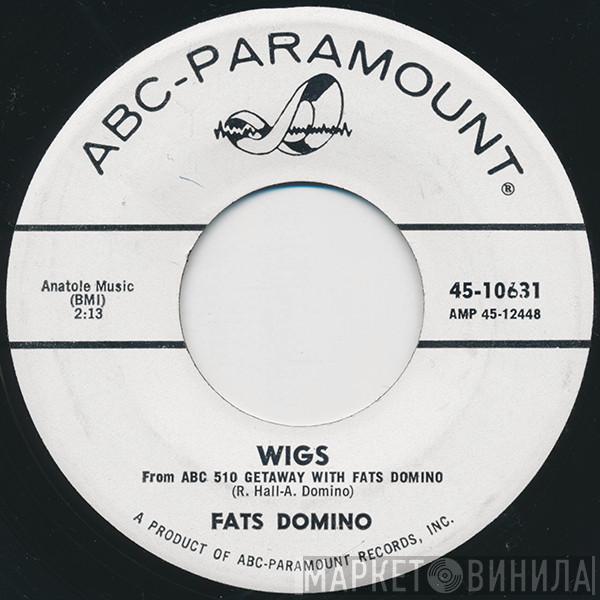 ABC-PARAMOUNT
®
Anatole Music
(BMI)
2:13
45-10631
AMP 45-12448
WIGS
From ABC 510 GETAWAY WITH FATS DOMINO
(R. Hall-A. Domino)
FATS DOMINO
A PRODUCT OF ABC-PARAMOUNT RECORDS, INC.
МАРКЕТ ВИНИЛА